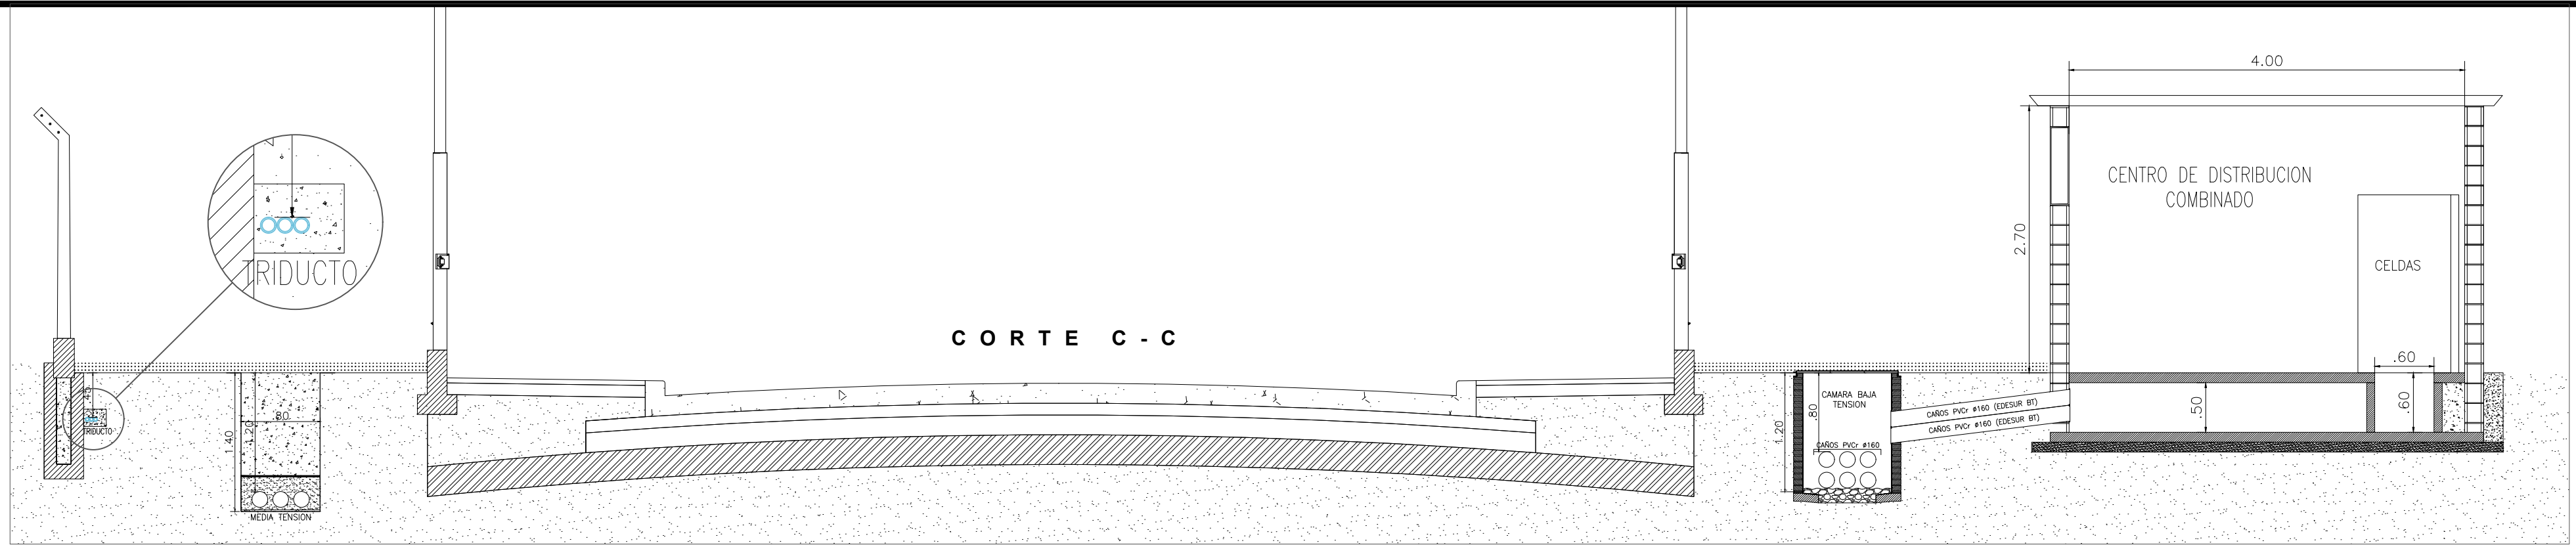 4.00
CENTRO DE DISTRIBUCION
COMBINADO
2.70
CELDAS
TRIDUCTO
CORTE C-C
.60
.60
.50
CAMARA BAJA
TENSION
.80
1.20
CAÑOS PVCr ø160 (EDESUR BT)
CAÑOS PVCr ø160 (EDESUR BT)
CAÑOS PVCr ø160
TRIDUCTO
.80
1.20
1.40
MEDIA TENSION